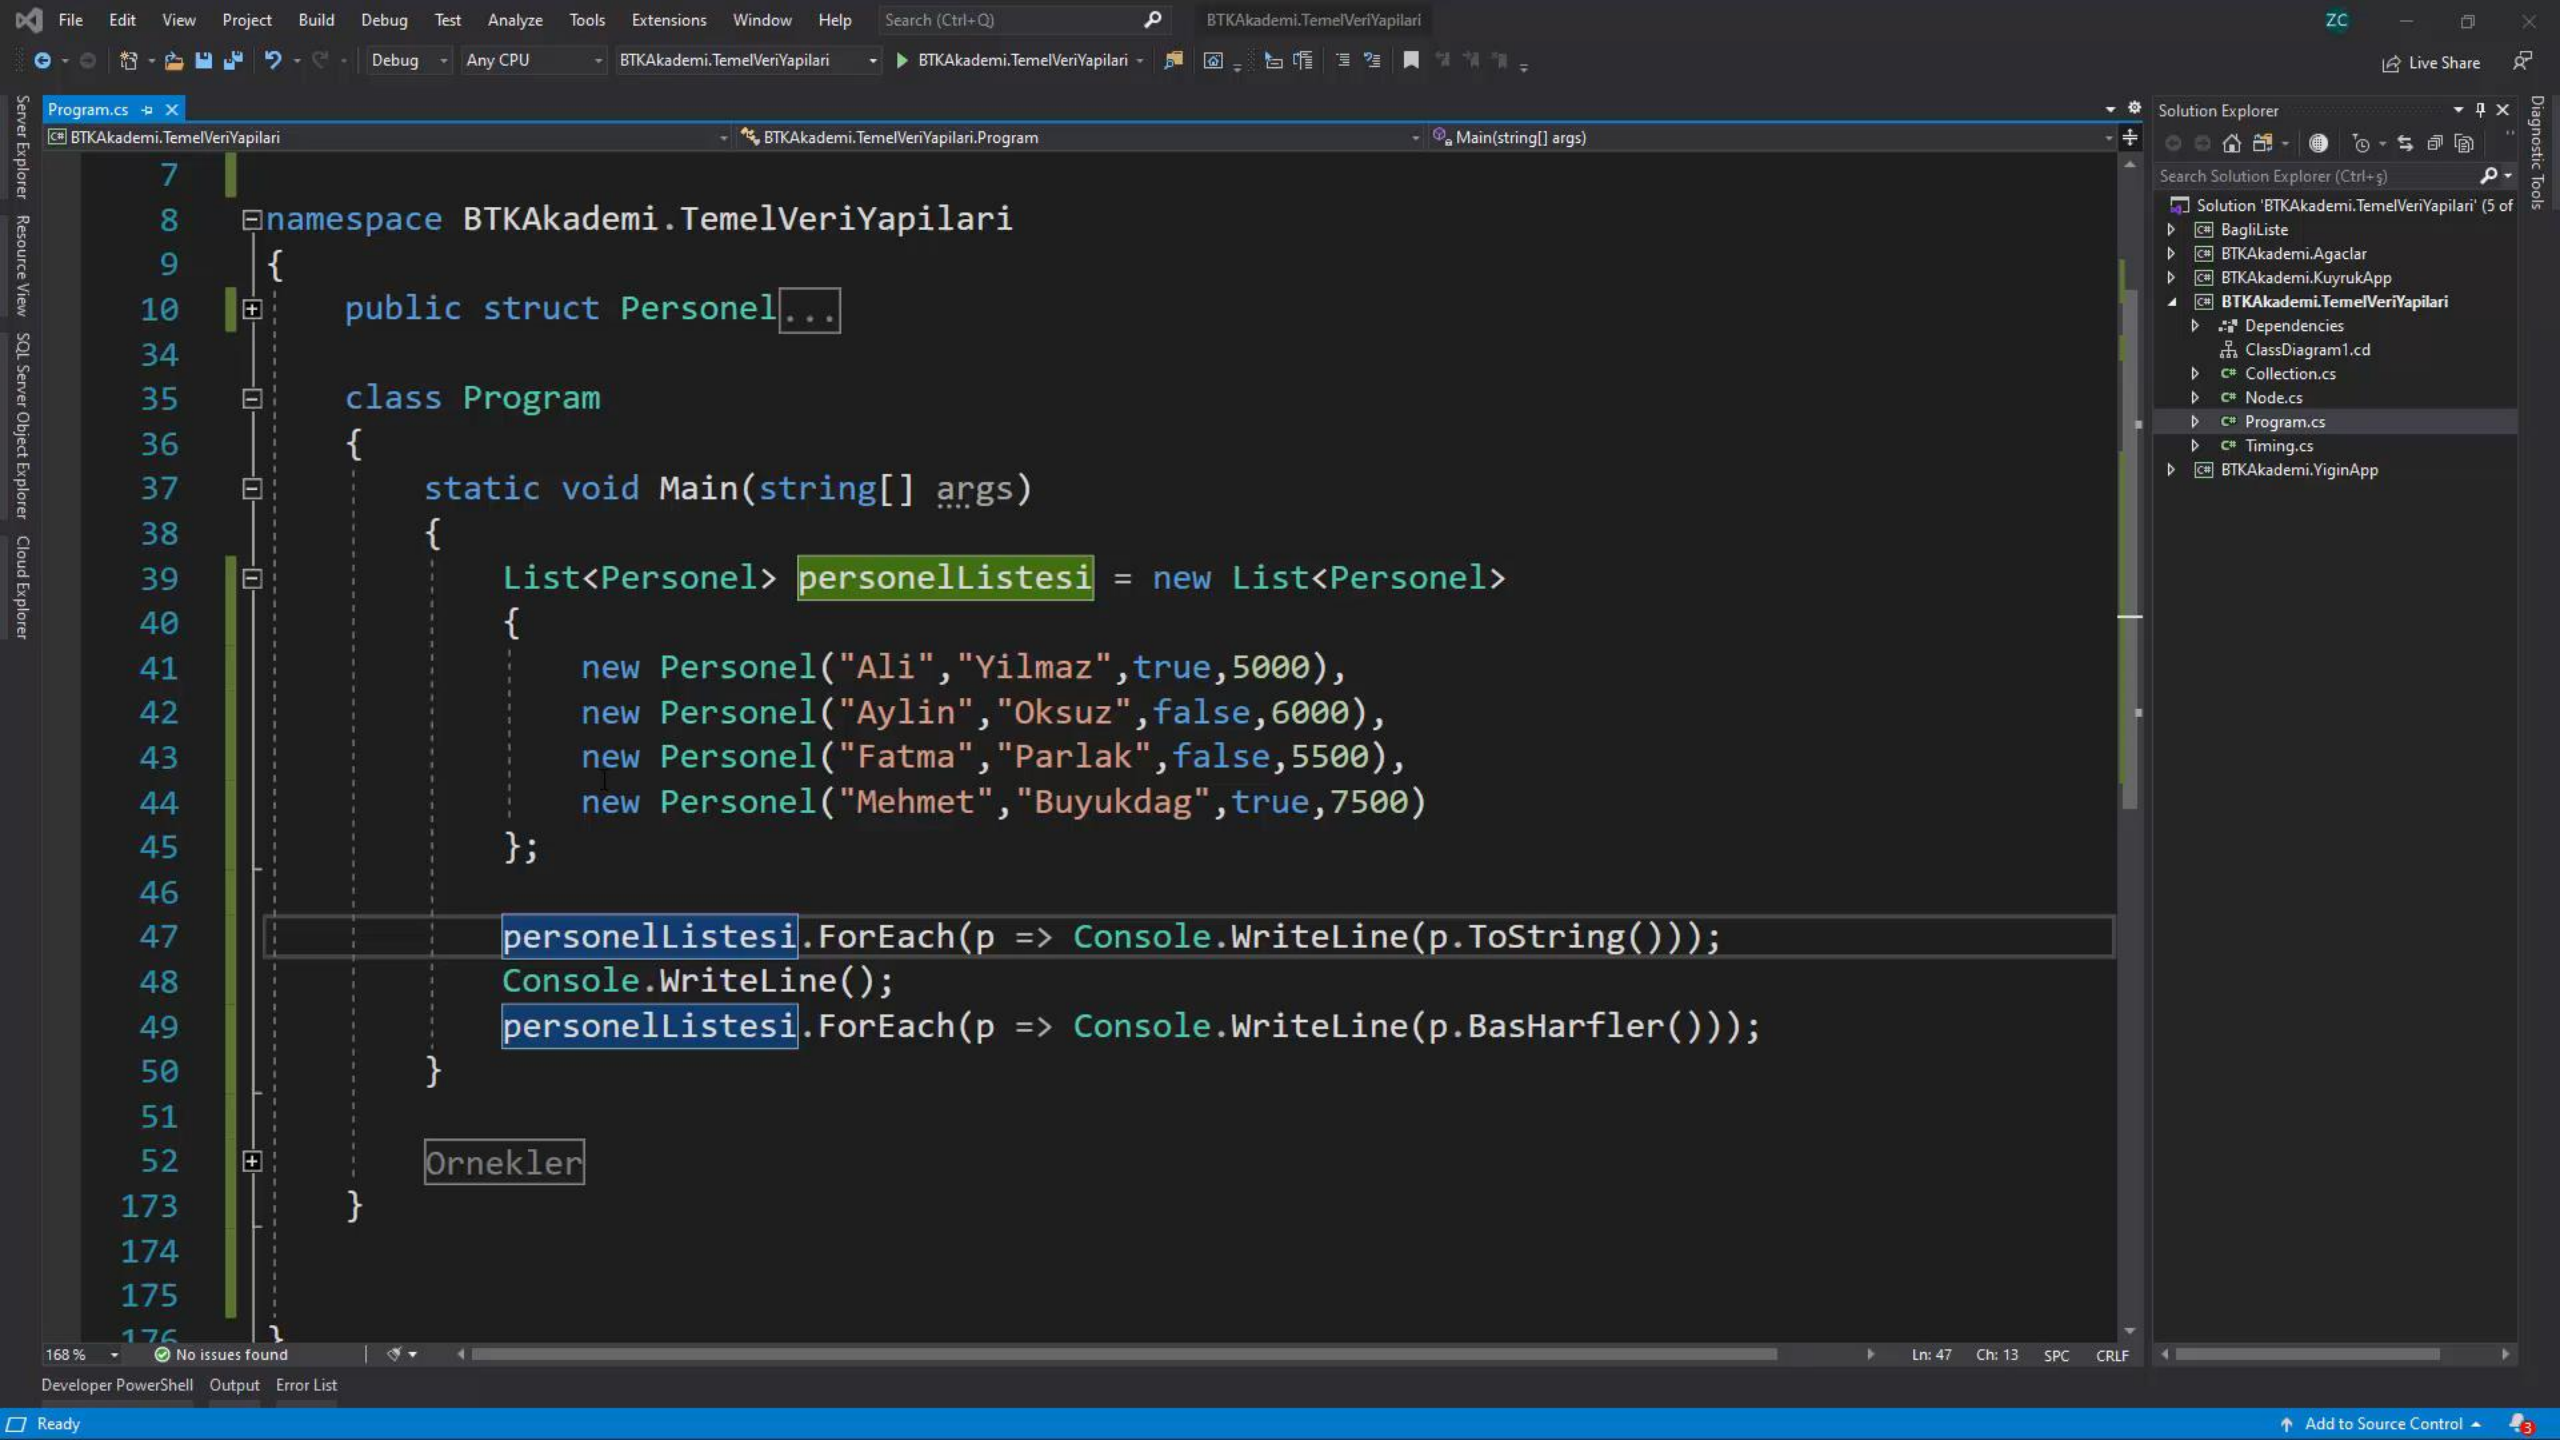 File Edit View Project Build Debug Test Analyze Tools Extensions Window Help Search (Ctrl+Q) BTKAkademi.TemelVeriYapilari ZC
Debug Any CPU BTKAkademi.TemelVeriYapilari BTKAkademi.TemelVeriYapilari Live Share
Program.cs
BTKAkademi.TemelVeriYapilari BTKAkademi.TemelVeriYapilari.Program Main(string[] args)
Server Explorer
Resource View
SQL Server Object Explorer
Cloud Explorer
7
8 namespace BTKAkademi.TemelVeriYapilari
9 {
10 public struct Personel...
34
35 class Program
36 {
37 static void Main(string[] args)
38 {
39 List<Personel> personelListesi = new List<Personel>
40 {
41 new Personel("Ali","Yilmaz",true,5000),
42 new Personel("Aylin","Oksuz",false,6000),
43 new Personel("Fatma","Parlak",false,5500),
44 new Personel("Mehmet","Buyukdag",true,7500)
45 };
46
47 personelListesi.ForEach(p => Console.WriteLine(p.ToString()));
48 Console.WriteLine();
49 personelListesi.ForEach(p => Console.WriteLine(p.BasHarfler()));
50 }
51
52 Ornekler
173 }
174
175
176 }
168 % No issues found Ln: 47 Ch: 13 SPC CRLF
Developer PowerShell Output Error List
Ready Add to Source Control 3
Solution Explorer
Search Solution Explorer (Ctrl+ş)
Solution 'BTKAkademi.TemelVeriYapilari' (5 of
BagliListe
BTKAkademi.Agaclar
BTKAkademi.KuyrukApp
BTKAkademi.TemelVeriYapilari
Dependencies
ClassDiagram1.cd
C# Collection.cs
C# Node.cs
C# Program.cs
C# Timing.cs
BTKAkademi.YiginApp
Diagnostic Tools